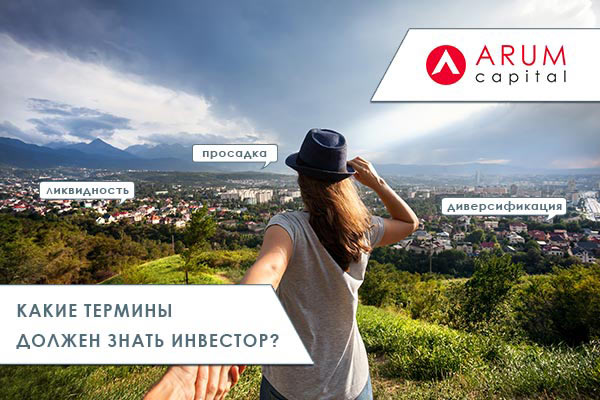 ARUM
capital
просадка
ликвидность
диверсификация
КАКИЕ ТЕРМИНЫ
ДОЛЖЕН ЗНАТЬ ИНВЕСТОР?